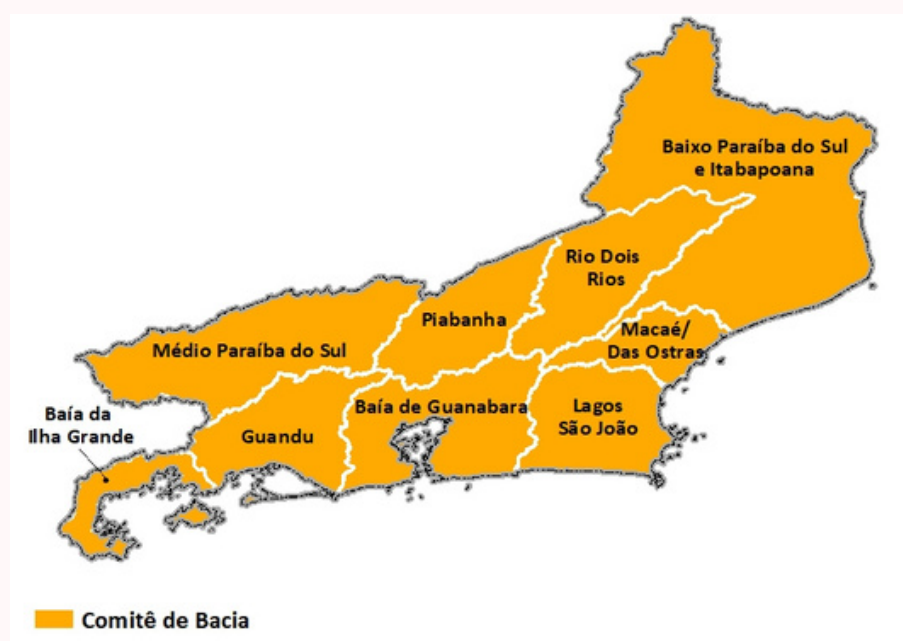 Baixo Paraíba do Sul
e Itabapoana
Rio Dois
Rios
Piabanha
Macaé/
Das Ostras
Médio Paraíba do Sul
Baía de Guanabara
Lagos
São João
Baía da
Ilha Grande
Guandu
Comitê de Bacia